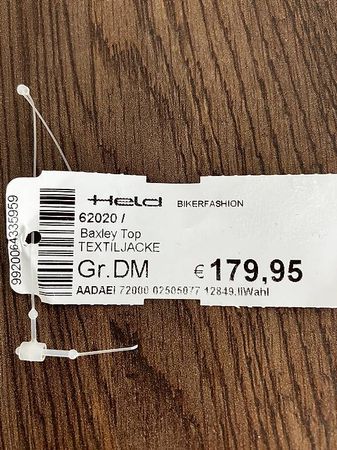 Held BIKERFASHION
62020 /
Baxley Top
TEXTILJACKE
Gr.DM € 179,95
AADAEI 72000 02505077 12849.IIWahl
9920064335959